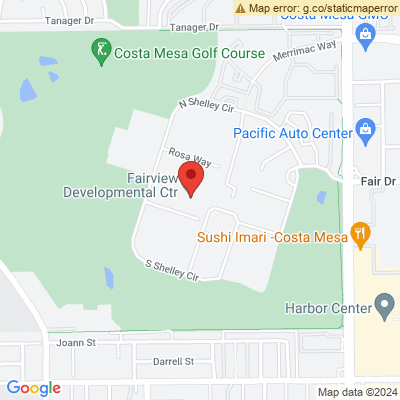 Map error: g.co/staticmaperror
Tanager Dr
Tanager Dr
Costa Mesa GMC
Merrimac Way
Costa Mesa Golf Course
N Shelley Cir
Pacific Auto Center
Rosa Way
Fairview
Developmental Ctr
Fair Dr
Sushi Imari -Costa Mesa
S Shelley Cir
Harbor Center
Joann St
Darrell St
Google
Map data ©2024